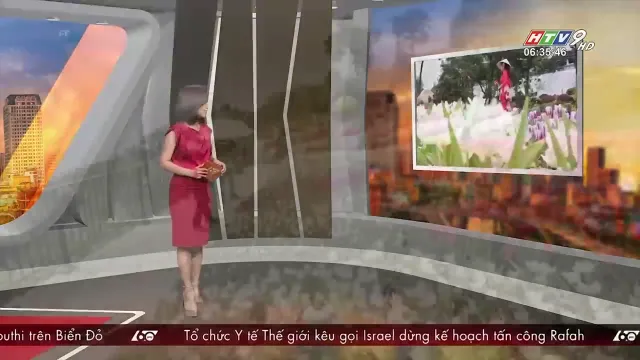 HTV9 HD
06:35:46
outhi trên Biển Đỏ 60 Tổ chức Y tế Thế giới kêu gọi Israel dừng kế hoạch tấn công Rafah